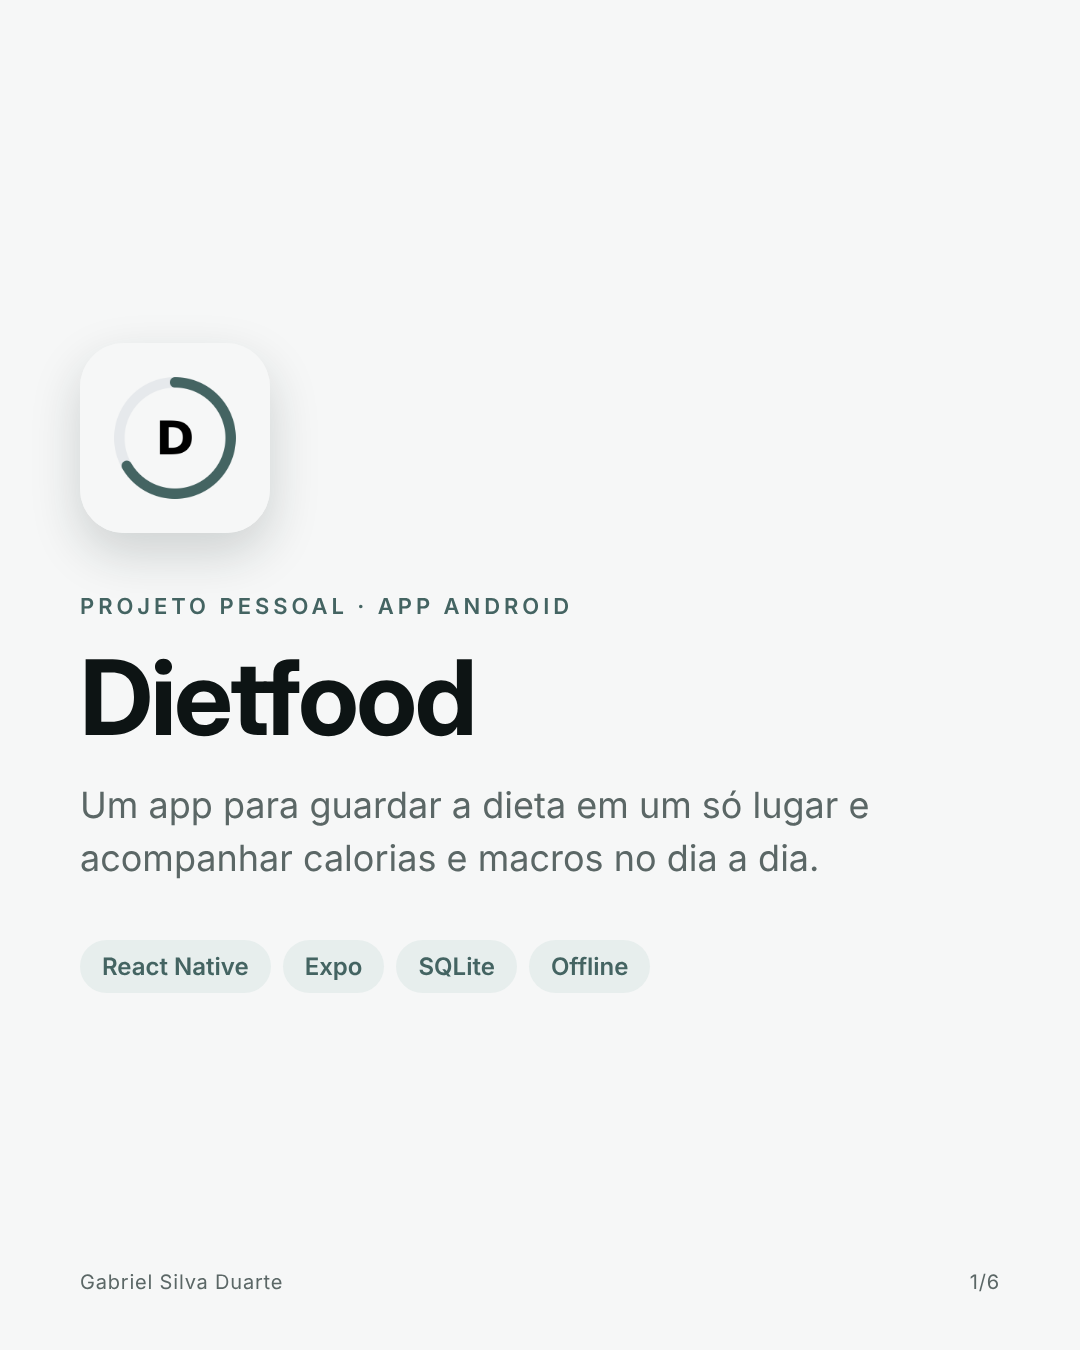 D
PROJETO PESSOAL · APP ANDROID
Dietfood
Um app para guardar a dieta em um só lugar e
acompanhar calorias e macros no dia a dia.
React Native Expo SQLite Offline
Gabriel Silva Duarte 1/6